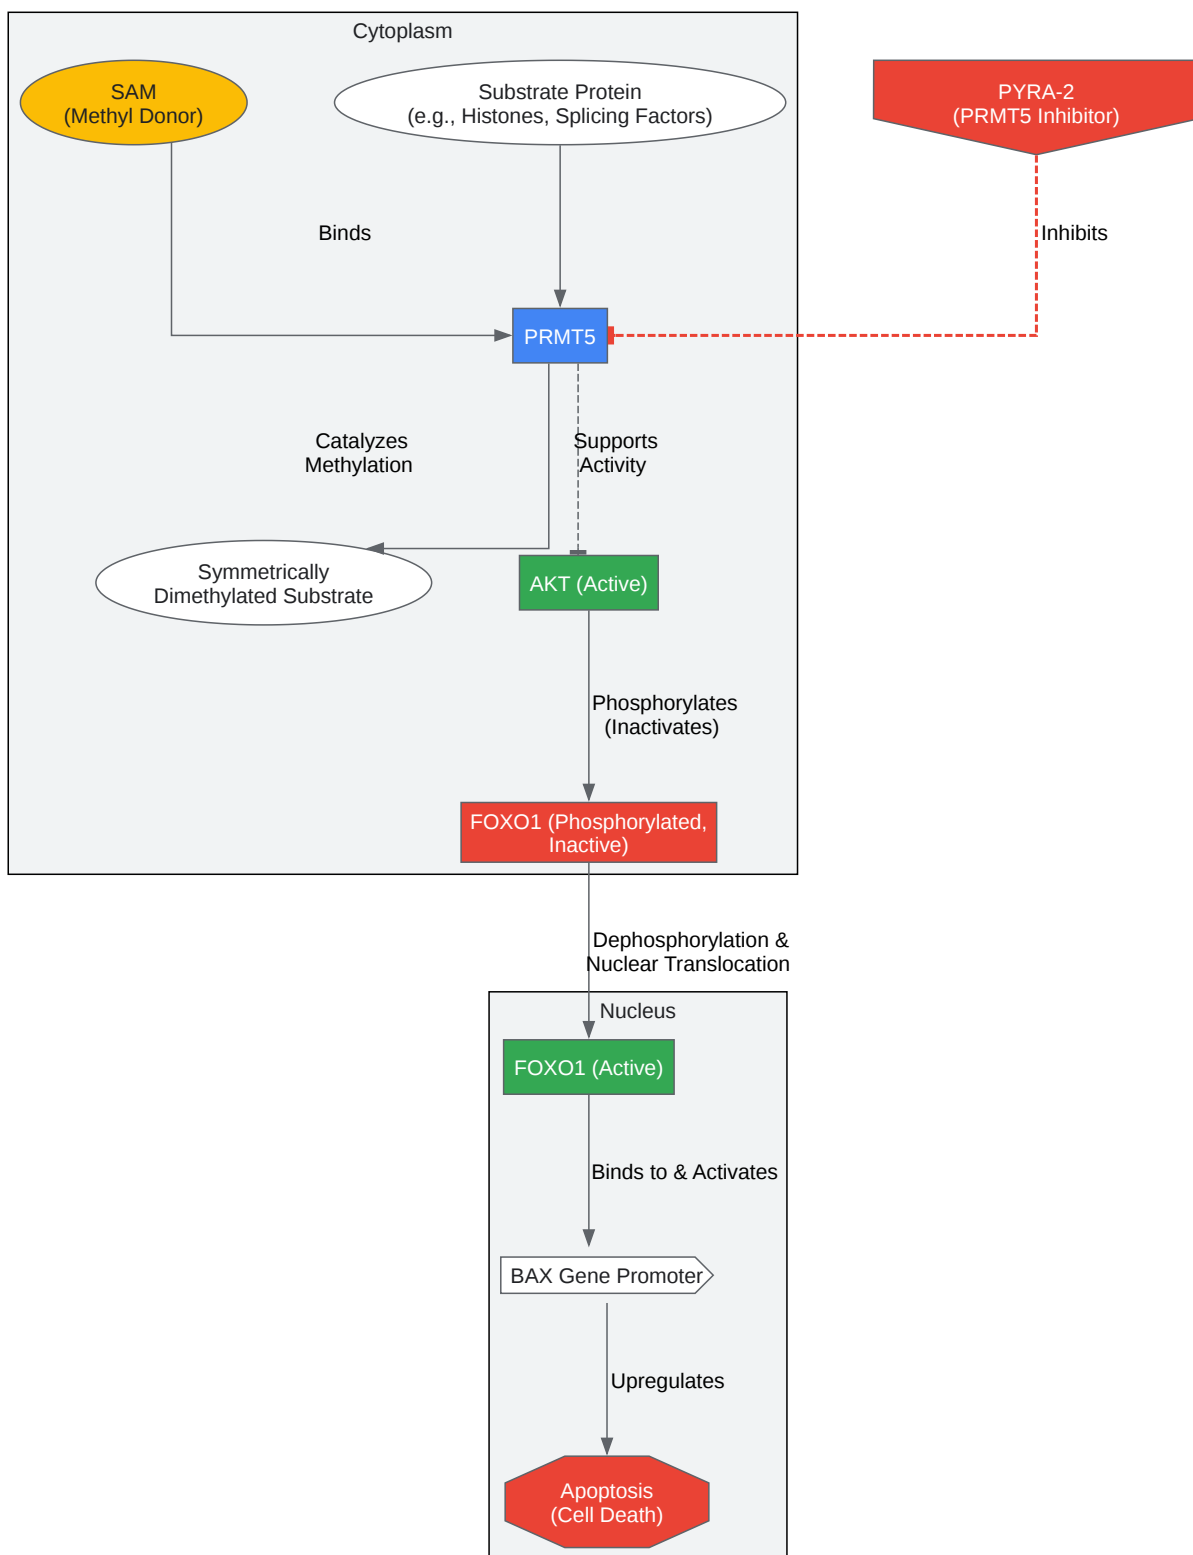 Cytoplasm
SAM
(Methyl Donor)
Substrate Protein
(e.g., Histones, Splicing Factors)
PYRA-2
(PRMT5 Inhibitor)
Binds
Inhibits
PRMT5
Catalyzes
Methylation
Supports
Activity
Symmetrically
Dimethylated Substrate
AKT (Active)
Phosphorylates
(Inactivates)
FOXO1 (Phosphorylated,
Inactive)
Dephosphorylation &
Nuclear Translocation
Nucleus
FOXO1 (Active)
Binds to & Activates
BAX Gene Promoter
Upregulates
Apoptosis
(Cell Death)